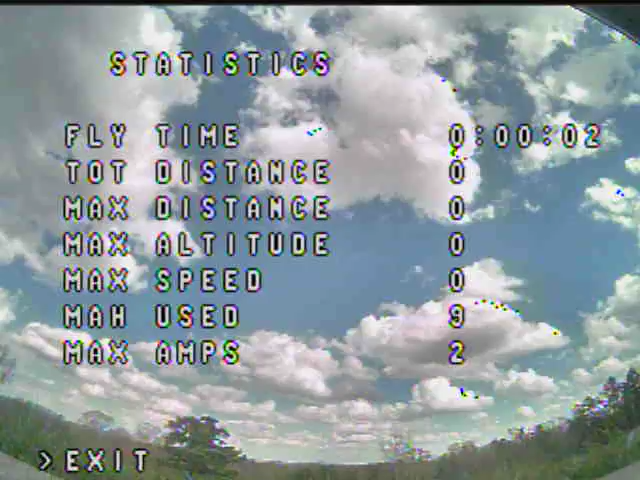 STATISTICS
FLY TIME 0:00:02
TOT DISTANCE 0
MAX DISTANCE 0
MAX ALTITUDE 0
MAX SPEED 0
MAH USED 9
MAX AMPS 2
>EXIT